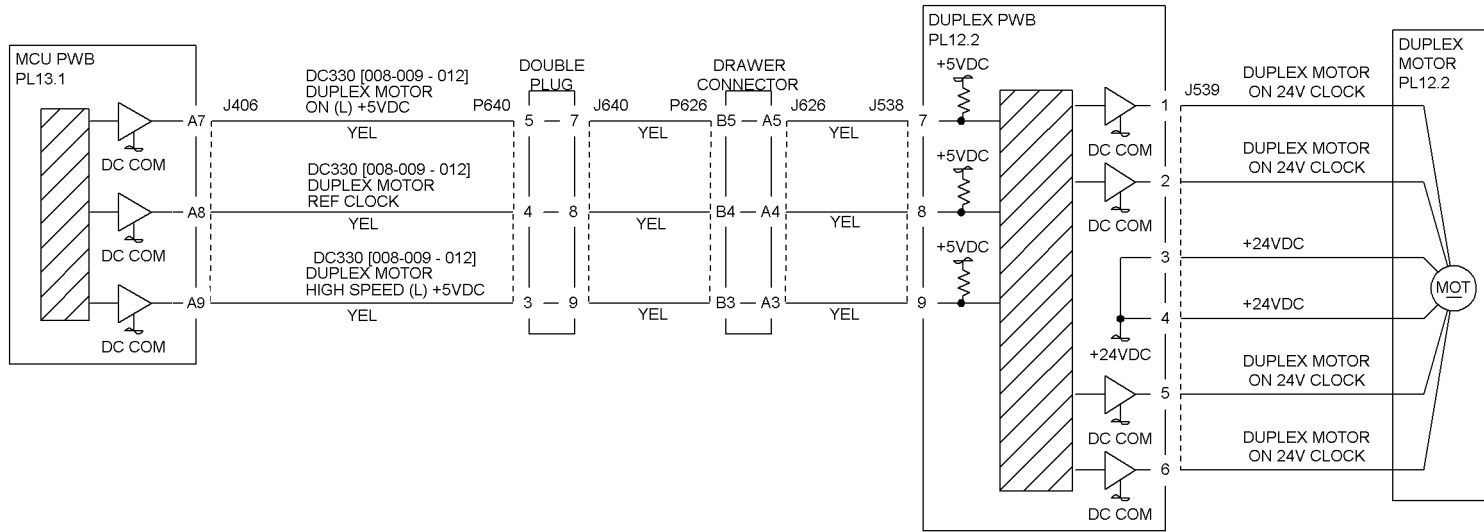 MCU PWB
PL13.1
DC COM
DC COM
DC COM
A7
A8
A9
J406
DC330 [008-009 - 012]
DUPLEX MOTOR
ON (L) +5VDC
YEL
DC330 [008-009 - 012]
DUPLEX MOTOR
REF CLOCK
YEL
DC330 [008-009 - 012]
DUPLEX MOTOR
HIGH SPEED (L) +5VDC
YEL
P640
DOUBLE
PLUG
5 7
4 8
3 9
J640
YEL
YEL
YEL
P626
DRAWER
CONNECTOR
B5 A5
B4 A4
B3 A3
J626
YEL
YEL
YEL
J538
7
8
9
DUPLEX PWB
PL12.2
+5VDC
+5VDC
+5VDC
DC COM
DC COM
+24VDC
DC COM
DC COM
1
2
3
4
5
6
J539
DUPLEX MOTOR
ON 24V CLOCK
DUPLEX MOTOR
ON 24V CLOCK
+24VDC
+24VDC
DUPLEX MOTOR
ON 24V CLOCK
DUPLEX MOTOR
ON 24V CLOCK
DUPLEX
MOTOR
PL12.2
MOT